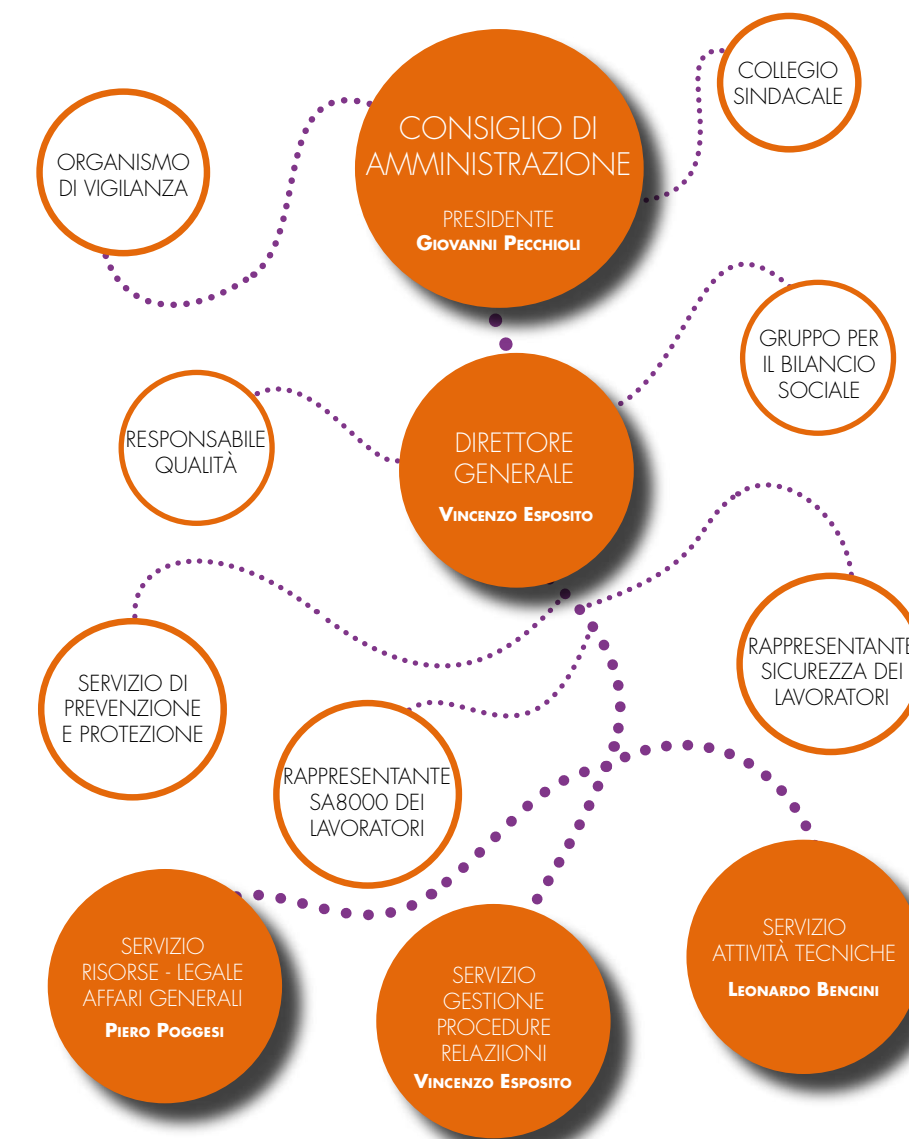 COLLEGIO
SINDACALE
CONSIGLIO DI
AMMINISTRAZIONE
PRESIDENTE
GIOVANNI PECCHIOLI
ORGANISMO
DI VIGILANZA
GRUPPO PER
IL BILANCIO
SOCIALE
RESPONSABILE
QUALITÀ
DIRETTORE
GENERALE
VINCENZO ESPOSITO
RAPPRESENTANTE
SICUREZZA DEI
LAVORATORI
SERVIZIO DI
PREVENZIONE
E PROTEZIONE
RAPPRESENTANTE
SA8000 DEI
LAVORATORI
SERVIZIO
RISORSE - LEGALE
AFFARI GENERALI
PIERO POGGESI
SERVIZIO
GESTIONE
PROCEDURE
RELAZIIONI
VINCENZO ESPOSITO
SERVIZIO
ATTIVITÀ TECNICHE
LEONARDO BENCINI